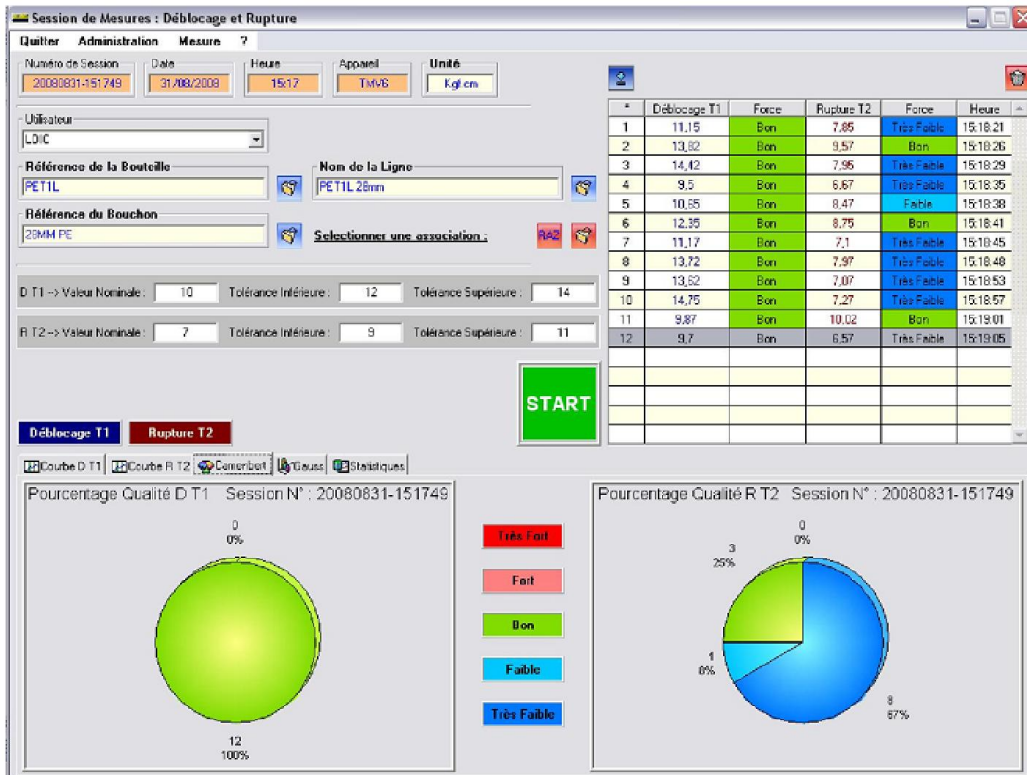 Session de Mesures : Déblocage et Rupture
Quitter Administration Mesure ?
Numéro de Session Date Heure Appareil Unité
20080831-151749 31/08/2008 15:17 TMV6 Kgf.cm
Utilisateur
LOIC
Référence de la Bouteille Nom de la Ligne
PET1L PET1L 28mm
Référence du Bouchon
28MM PE Selectionner une association : RAZ
D T1 --> Valeur Nominale : 10 Tolérance Inférieure : 12 Tolérance Supérieure : 14
R T2 --> Valeur Nominale : 7 Tolérance Inférieure : 9 Tolérance Supérieure : 11
* Déblocage T1 Force Rupture T2 Force Heure
1 11,15 Bon 7,85 Très Faible 15:18:21
2 13,82 Bon 9,57 Bon 15:18:26
3 14,42 Bon 7,95 Très Faible 15:18:29
4 9,5 Bon 6,67 Très Faible 15:18:35
5 10,65 Bon 8,47 Faible 15:18:38
6 12,35 Bon 8,75 Bon 15:18:41
7 11,17 Bon 7,1 Très Faible 15:18:45
8 13,72 Bon 7,97 Très Faible 15:18:48
9 13,62 Bon 7,07 Très Faible 15:18:53
10 14,75 Bon 7,27 Très Faible 15:18:57
11 9,87 Bon 10,02 Bon 15:19:01
12 9,7 Bon 6,57 Très Faible 15:19:05
START
Déblocage T1 Rupture T2
Courbe D T1 Courbe R T2 Camembert Gauss Statistiques
Pourcentage Qualité D T1 Session N° : 20080831-151749
0
0%
12
100%
Très Fort
Fort
Bon
Faible
Très Faible
Pourcentage Qualité R T2 Session N° : 20080831-151749
0
0%
3
25%
1
8%
8
67%